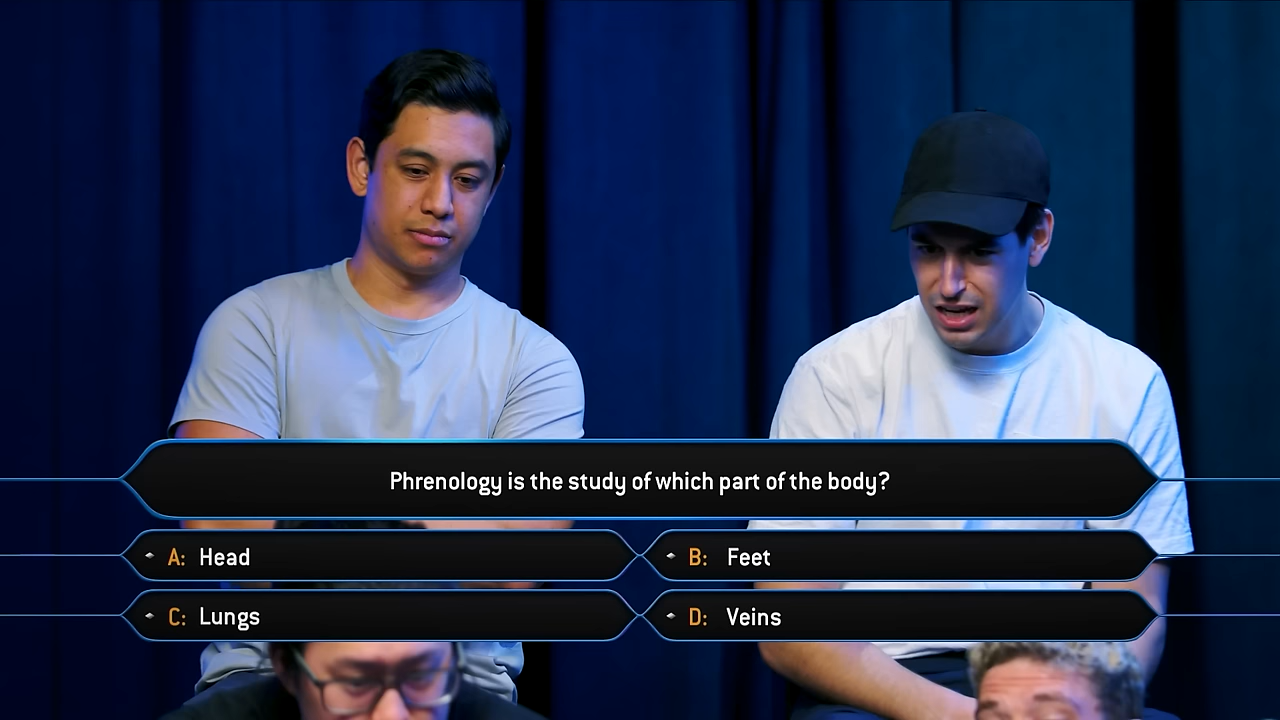 Phrenology is the study of which part of the body?
A: Head
B: Feet
C: Lungs
D: Veins